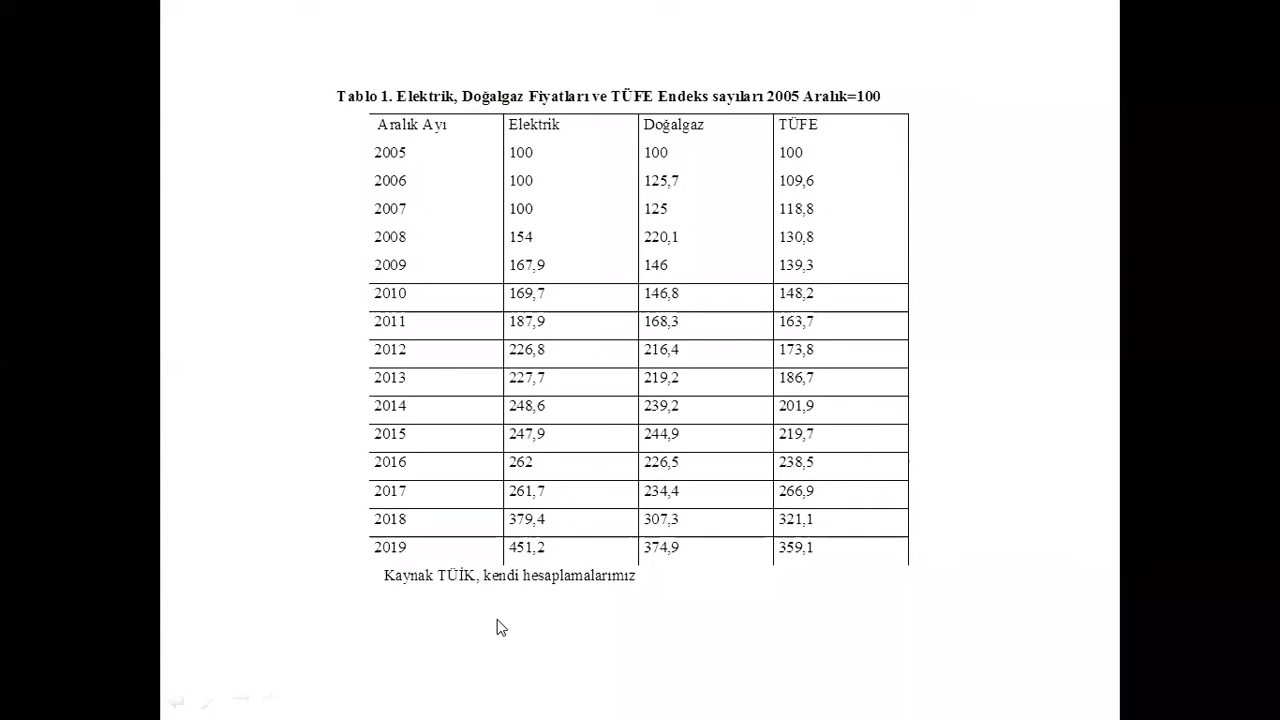 Tablo 1. Elektrik, Doğalgaz Fiyatları ve TÜFE Endeks sayıları 2005 Aralık=100
Aralık Ayı Elektrik Doğalgaz TÜFE
2005 100 100 100
2006 100 125,7 109,6
2007 100 125 118,8
2008 154 220,1 130,8
2009 167,9 146 139,3
2010 169,7 146,8 148,2
2011 187,9 168,3 163,7
2012 226,8 216,4 173,8
2013 227,7 219,2 186,7
2014 248,6 239,2 201,9
2015 247,9 244,9 219,7
2016 262 226,5 238,5
2017 261,7 234,4 266,9
2018 379,4 307,3 321,1
2019 451,2 374,9 359,1
Kaynak TÜİK, kendi hesaplamalarımız